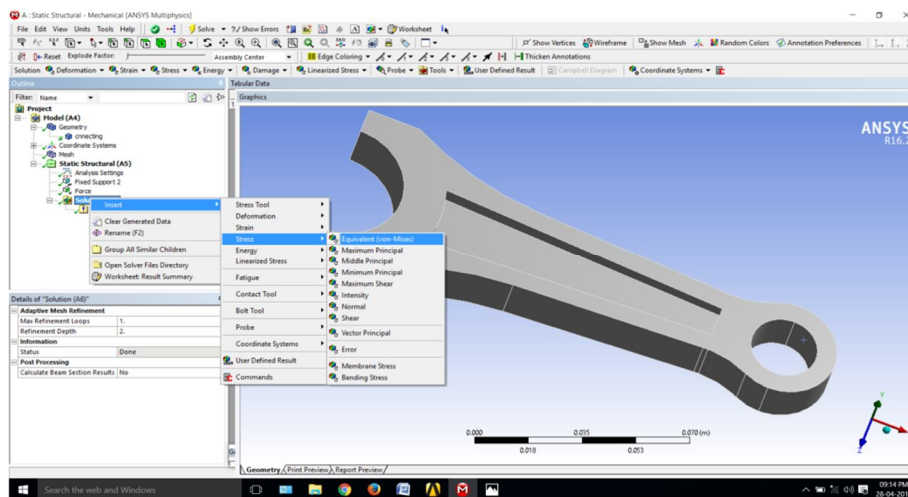 A : Static Structural - Mechanical [ANSYS Multiphysics]
File Edit View Units Tools Help Solve ?/ Show Errors Worksheet
Show Vertices Wireframe Show Mesh Random Colors Annotation Preferences
Reset Explode Factor: Assembly Center Edge Coloring Thicken Annotations
Solution Deformation Strain Stress Energy Damage Linearized Stress Probe Tools User Defined Result Campbell Diagram Coordinate Systems
Outline
Filter: Name
Project
Model (A4)
Geometry
cnnecting
Coordinate Systems
Mesh
Static Structural (A5)
Analysis Settings
Fixed Support 2
Force
Insert
Clear Generated Data
Rename (F2)
Group All Similar Children
Open Solver Files Directory
Worksheet: Result Summary
Stress Tool
Deformation
Strain
Stress
Energy
Linearized Stress
Fatigue
Contact Tool
Bolt Tool
Probe
Coordinate Systems
User Defined Result
Commands
Equivalent (von-Mises)
Maximum Principal
Middle Principal
Minimum Principal
Maximum Shear
Intensity
Normal
Shear
Vector Principal
Error
Membrane Stress
Bending Stress
Details of "Solution (A6)"
Adaptive Mesh Refinement
Max Refinement Loops 1.
Refinement Depth 2.
Information
Status Done
Post Processing
Calculate Beam Section Results No
Tabular Data
Graphics
ANSYS
R16.2
0.000 0.035 0.070 (m)
0.018 0.053
Y
Z
Geometry Print Preview Report Preview
Search the web and Windows
09:14 PM